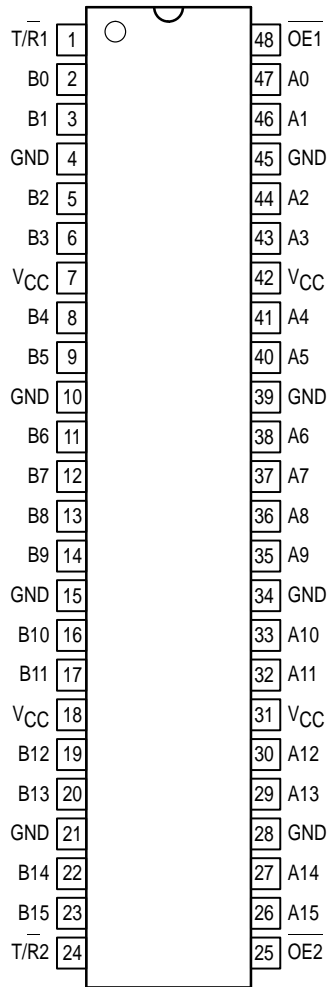 T/R̅1̅ 1 48 O̅E̅1̅
B0 2 47 A0
B1 3 46 A1
GND 4 45 GND
B2 5 44 A2
B3 6 43 A3
VCC 7 42 VCC
B4 8 41 A4
B5 9 40 A5
GND 10 39 GND
B6 11 38 A6
B7 12 37 A7
B8 13 36 A8
B9 14 35 A9
GND 15 34 GND
B10 16 33 A10
B11 17 32 A11
VCC 18 31 VCC
B12 19 30 A12
B13 20 29 A13
GND 21 28 GND
B14 22 27 A14
B15 23 26 A15
T/R̅2̅ 24 25 O̅E̅2̅